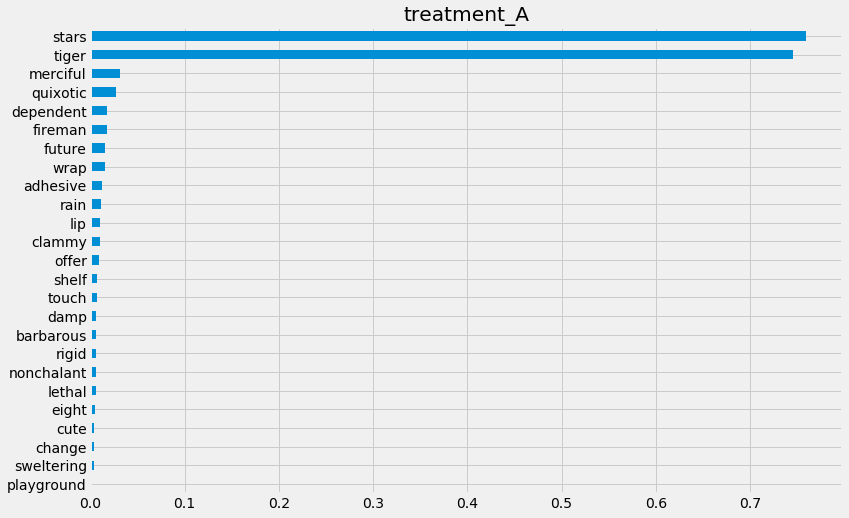 treatment_A
stars
tiger
merciful
quixotic
dependent
fireman
future
wrap
adhesive
rain
lip
clammy
offer
shelf
touch
damp
barbarous
rigid
nonchalant
lethal
eight
cute
change
sweltering
playground
0.0 0.1 0.2 0.3 0.4 0.5 0.6 0.7